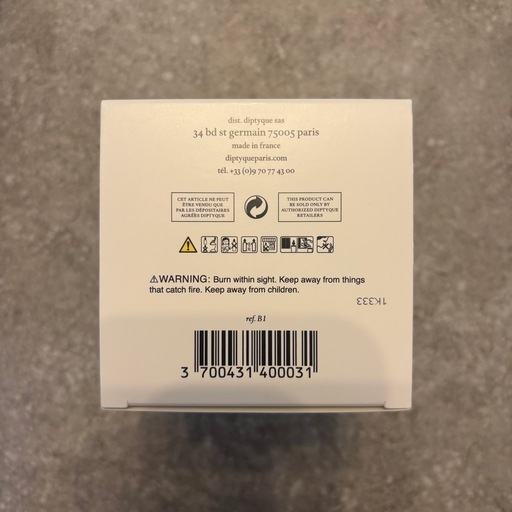 dist. diptyque sas
34 bd st germain 75005 paris
made in france
diptyqueparis.com
tél. +33 (0)9 70 77 43 00
CET ARTICLE NE PEUT
ÊTRE VENDU QUE
PAR LES DÉPOSITAIRES
AGRÉES DIPTYQUE
THIS PRODUCT CAN
BE SOLD ONLY BY
AUTHORIZED DIPTYQUE
RETAILERS
⚠WARNING: Burn within sight. Keep away from things
that catch fire. Keep away from children.
1K333
ref. B1
3 700431 400031